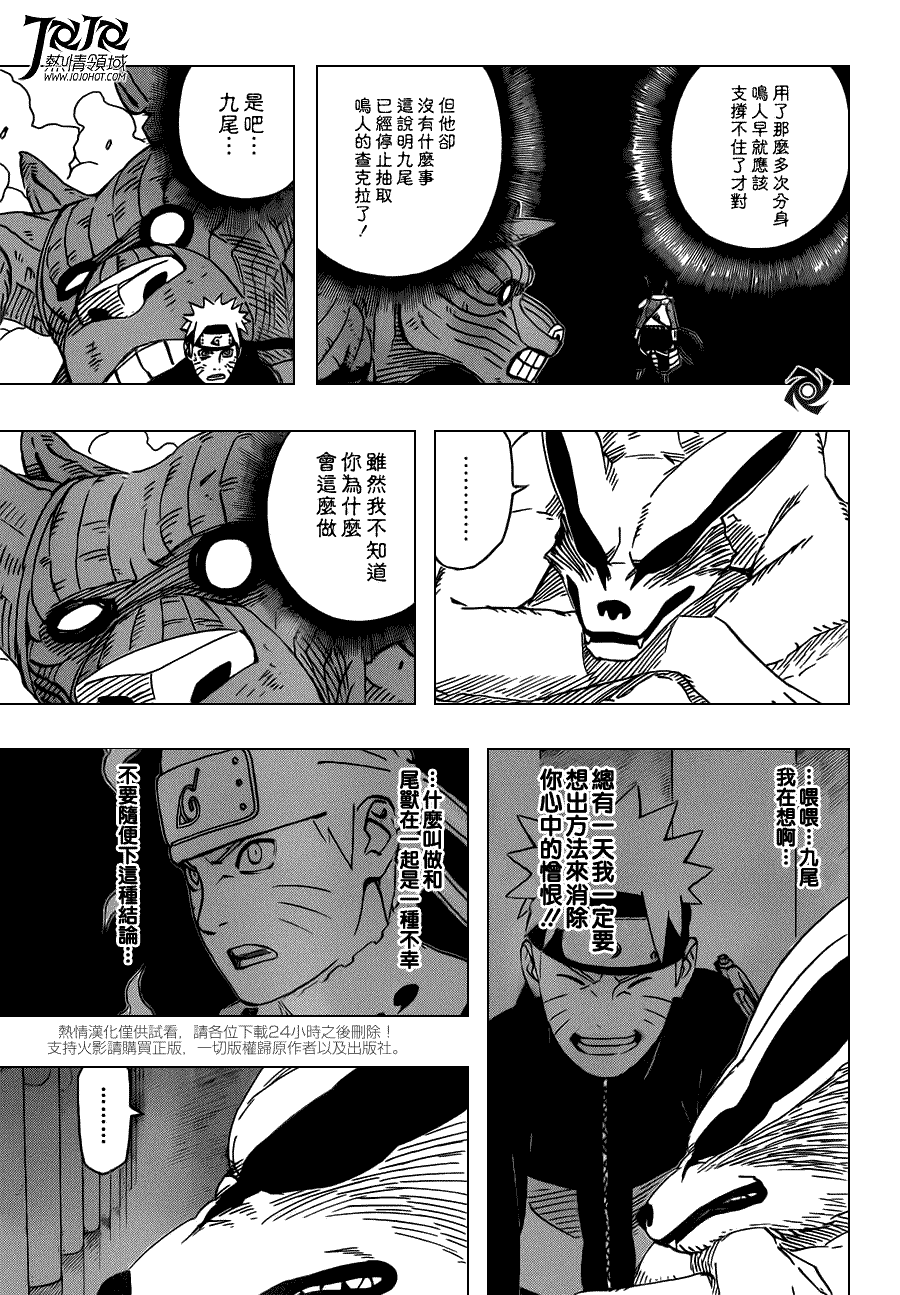 JOJO
熱情領域
WWW.JOJOHOT.COM
用了那麼多次分身
鳴人早就應該
支撐不住了才對
但他卻
沒有什麼事
這說明九尾
已經停止抽取
鳴人的查克拉了！
是吧…
九尾…
………
雖然我不知道
你為什麼
會這麼做
…喂喂…九尾
我在想啊…
總有一天我一定要
想出方法來消除
你心中的憎恨!!
…什麼叫做和
尾獸在一起是一種不幸
不要隨便下這種結論…
熱情漢化僅供試看，請各位下載24小時之後刪除！
支持火影請購買正版，一切版權歸原作者以及出版社。
………